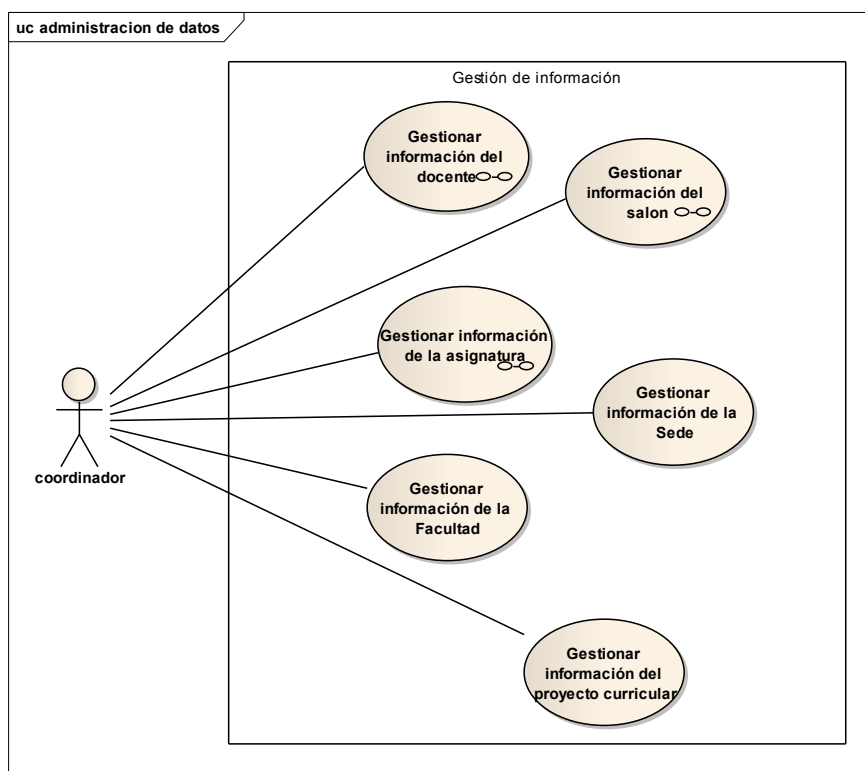 uc administracion de datos
Gestión de información
Gestionar
información del
docente
Gestionar
información del
salon
Gestionar información
de la asignatura
Gestionar
información de la
Sede
coordinador
Gestionar
información de la
Facultad
Gestionar
información del
proyecto curricular